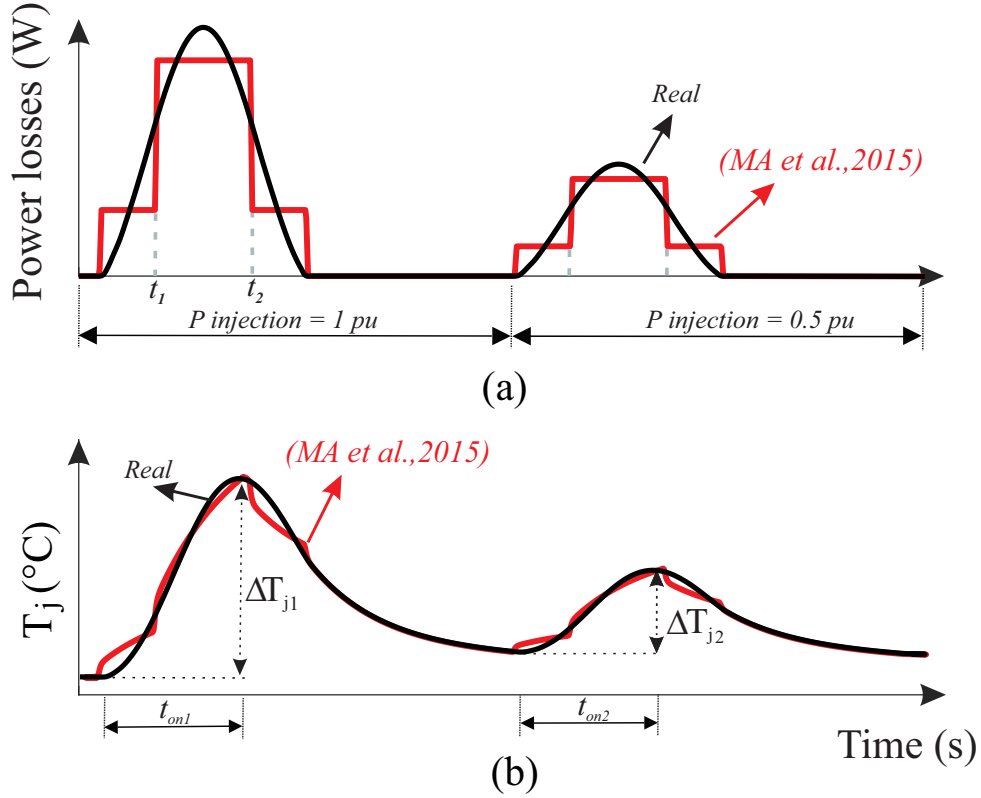 Power losses (W)
Real
(MA et al.,2015)
t1
t2
P injection = 1 pu
P injection = 0.5 pu
(a)
Tj (°C)
Real
(MA et al.,2015)
ΔTj1
ΔTj2
ton1
ton2
Time (s)
(b)